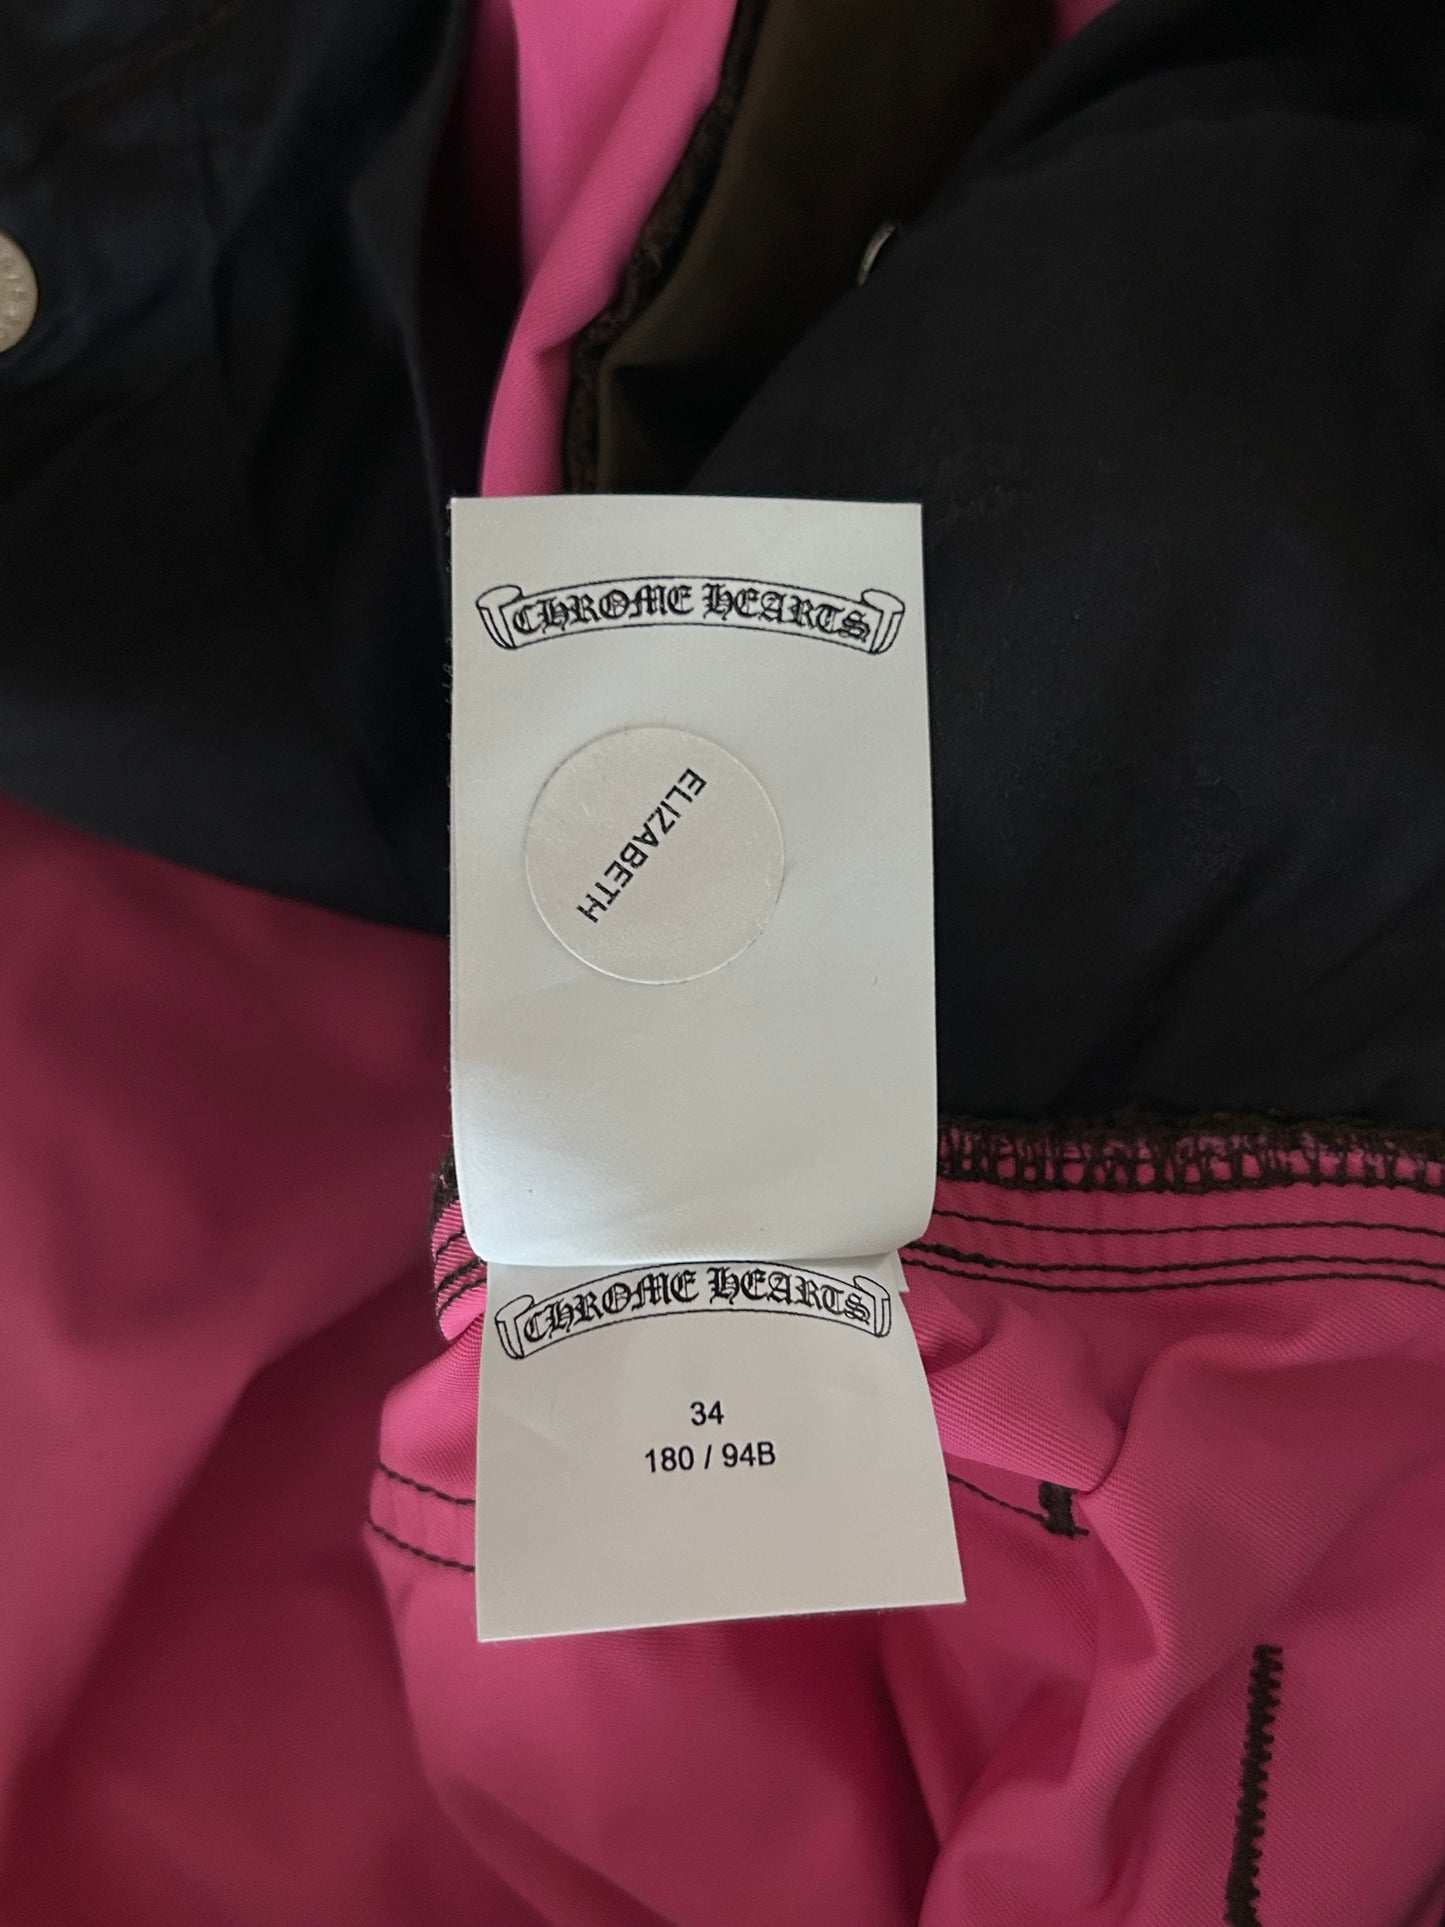 CHROME HEARTS
ELIZABETH
CHROME HEARTS
34
180 / 94B